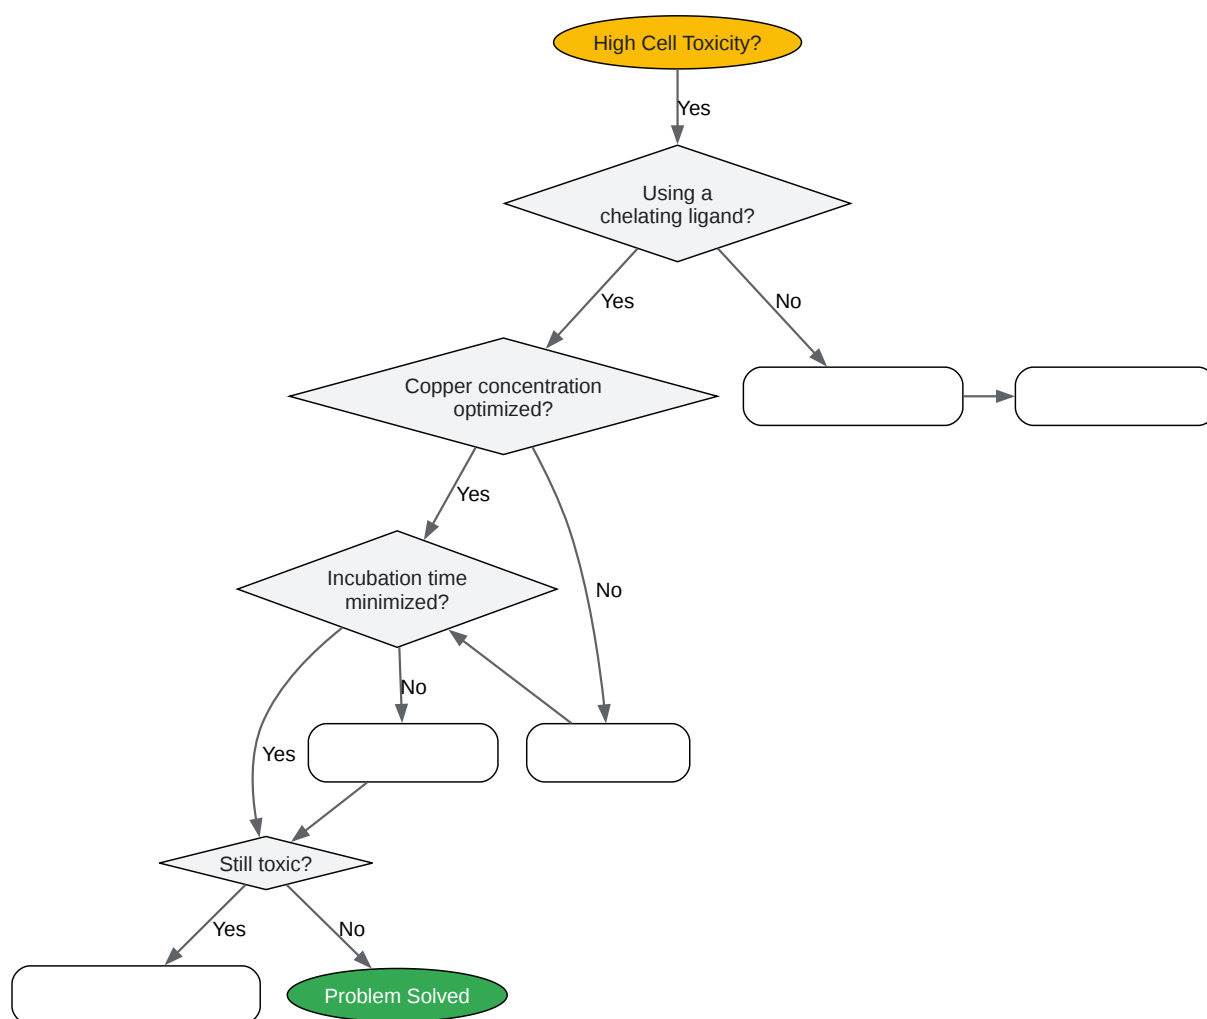 High Cell Toxicity?
Yes
Using a
chelating ligand?
Yes
No
Copper concentration
optimized?
Yes
No
Incubation time
minimized?
No
Yes
Still toxic?
Yes
No
Problem Solved